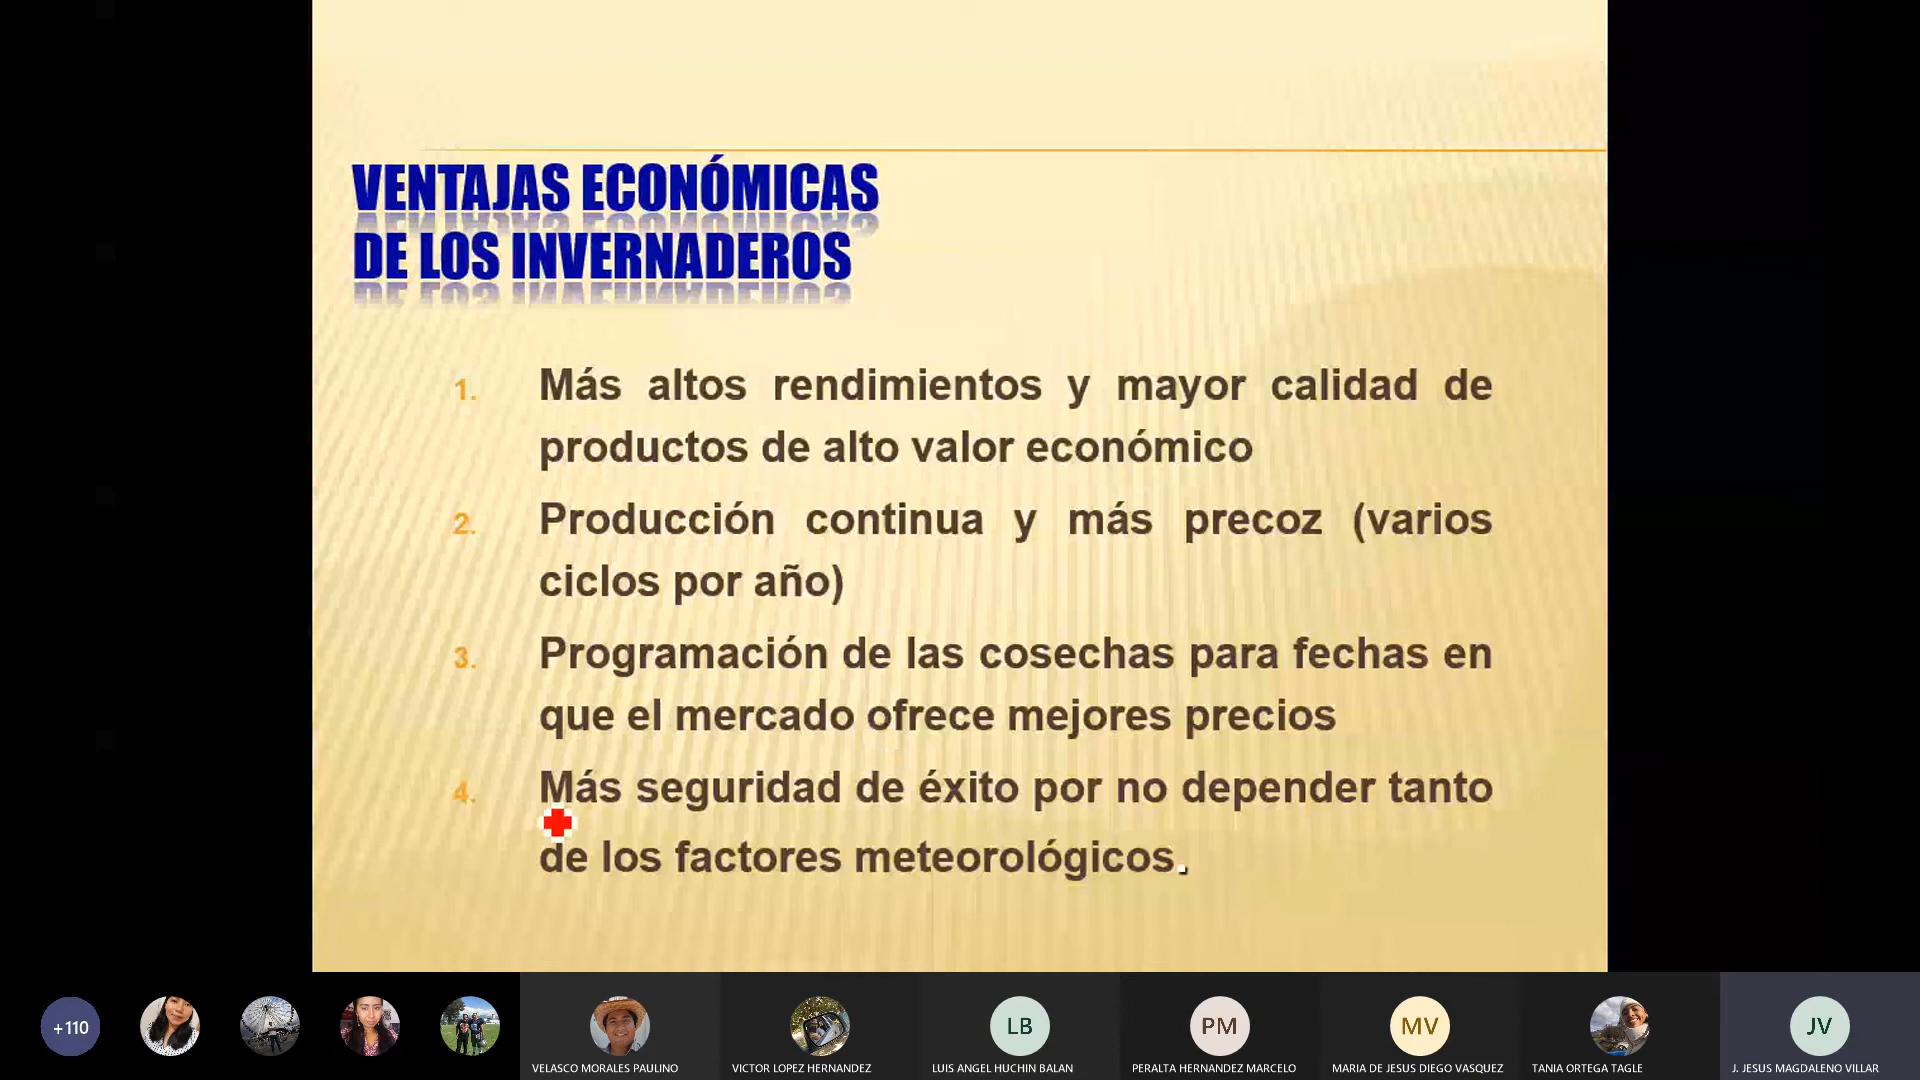 VENTAJAS ECONÓMICAS
DE LOS INVERNADEROS
1. Más altos rendimientos y mayor calidad de
productos de alto valor económico
2. Producción continua y más precoz (varios
ciclos por año)
3. Programación de las cosechas para fechas en
que el mercado ofrece mejores precios
4. Más seguridad de éxito por no depender tanto
de los factores meteorológicos.
+110
LB
PM
MV
JV
VELASCO MORALES PAULINO
VICTOR LOPEZ HERNANDEZ
LUIS ANGEL HUCHIN BALAN
PERALTA HERNANDEZ MARCELO
MARIA DE JESUS DIEGO VASQUEZ
TANIA ORTEGA TAGLE
J. JESUS MAGDALENO VILLAR